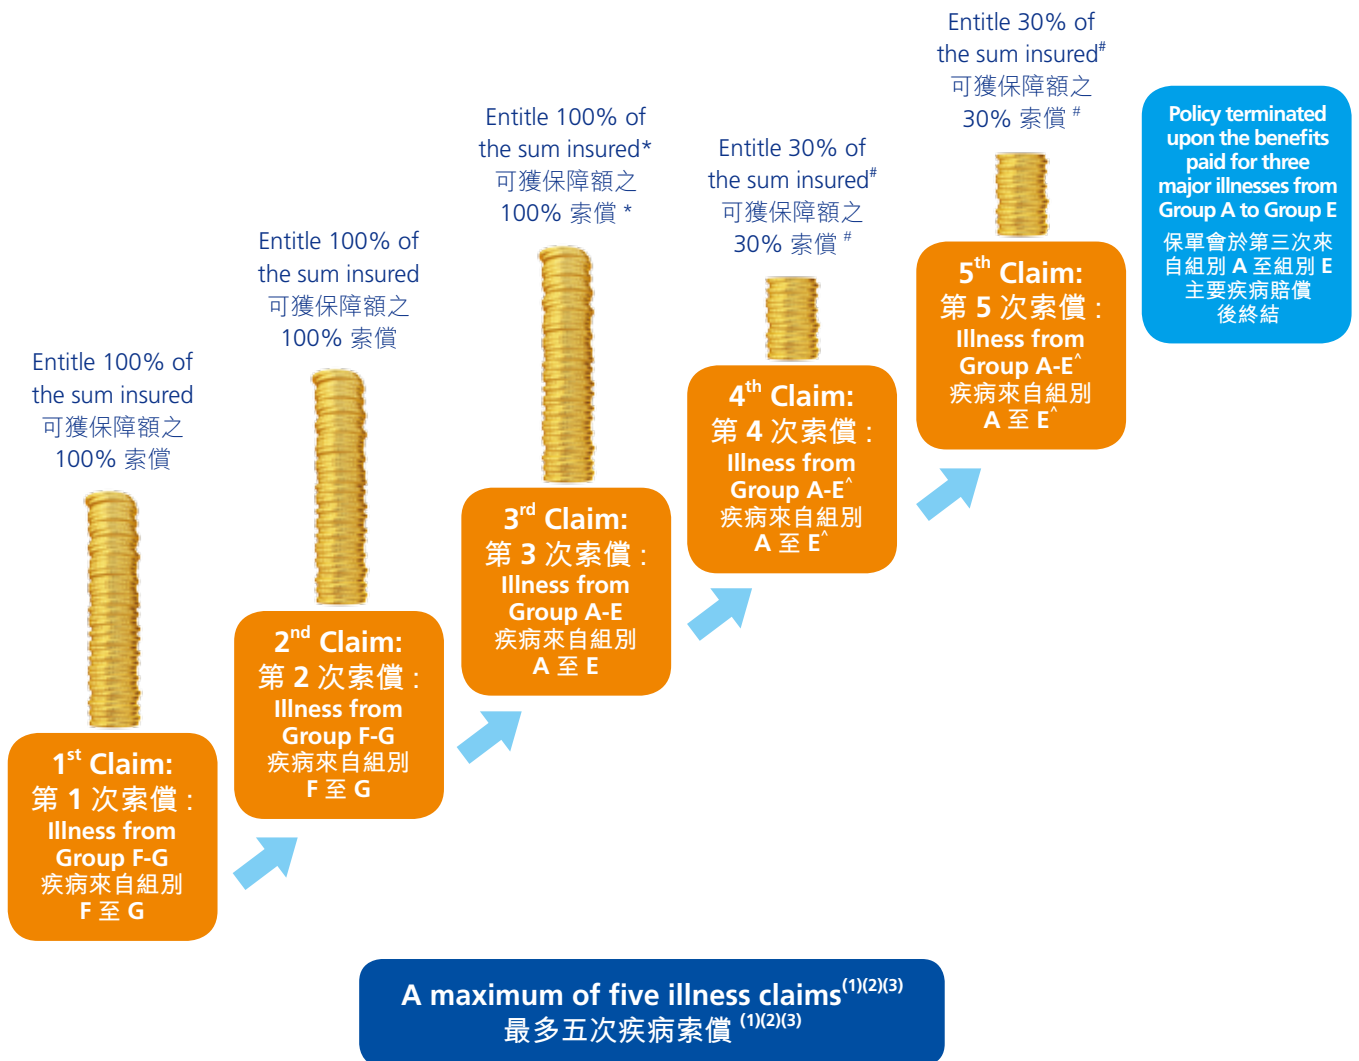 Entitle 100% of
the sum insured
可獲保障額之
100% 索償
1st Claim:
第 1 次索償 :
Illness from
Group F-G
疾病來自組別
F 至 G
Entitle 100% of
the sum insured
可獲保障額之
100% 索償
2nd Claim:
第 2 次索償 :
Illness from
Group F-G
疾病來自組別
F 至 G
Entitle 100% of
the sum insured*
可獲保障額之
100% 索償 *
3rd Claim:
第 3 次索償 :
Illness from
Group A-E
疾病來自組別
A 至 E
Entitle 30% of
the sum insured#
可獲保障額之
30% 索償 #
4th Claim:
第 4 次索償 :
Illness from
Group A-E^
疾病來自組別
A 至 E^
Entitle 30% of
the sum insured#
可獲保障額之
30% 索償 #
5th Claim:
第 5 次索償 :
Illness from
Group A-E^
疾病來自組別
A 至 E^
Policy terminated
upon the benefits
paid for three
major illnesses from
Group A to Group E
保單會於第三次來
自組別 A 至組別 E
主要疾病賠償
後終結
A maximum of five illness claims(1)(2)(3)
最多五次疾病索償 (1)(2)(3)